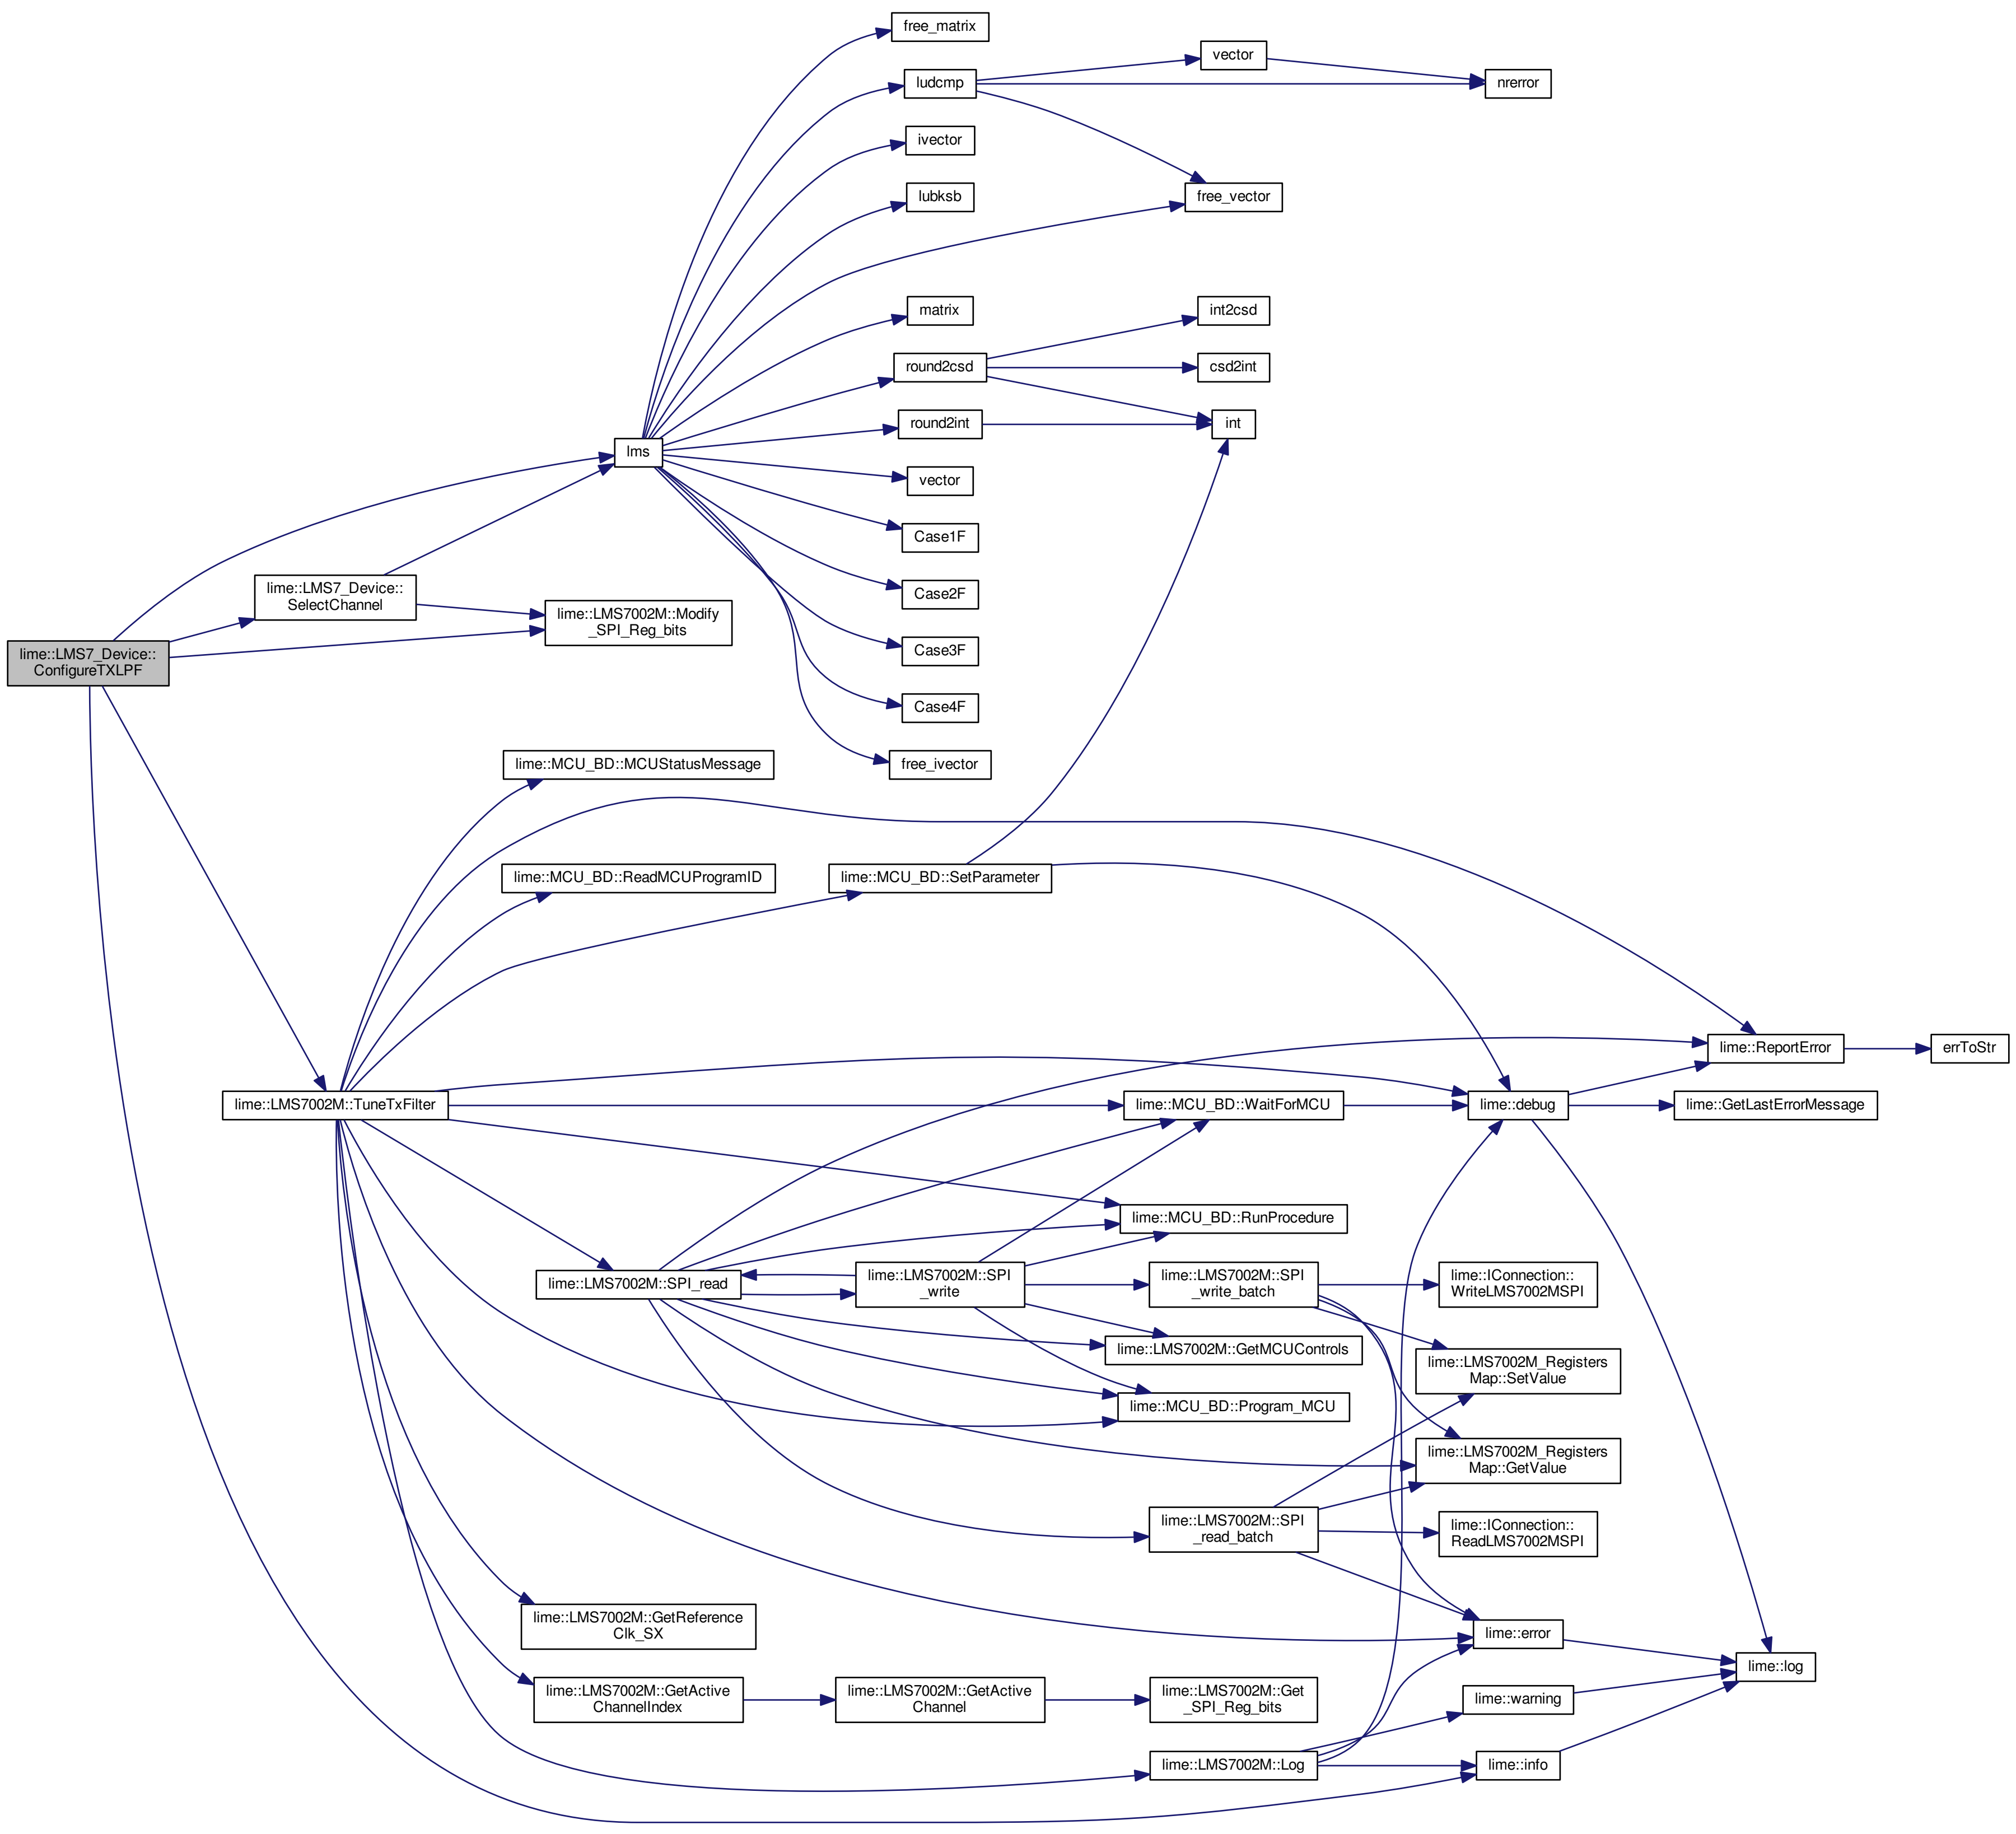 free_matrix
vector
ludcmp
nrerror
ivector
lubksb
free_vector
matrix
int2csd
round2csd
csd2int
round2int
int
lms
vector
Case1F
Case2F
lime::LMS7_Device::
SelectChannel
lime::LMS7002M::Modify
_SPI_Reg_bits
Case3F
lime::LMS7_Device::
ConfigureTXLPF
Case4F
lime::MCU_BD::MCUStatusMessage
free_ivector
lime::MCU_BD::ReadMCUProgramID
lime::MCU_BD::SetParameter
lime::ReportError
errToStr
lime::LMS7002M::TuneTxFilter
lime::MCU_BD::WaitForMCU
lime::debug
lime::GetLastErrorMessage
lime::MCU_BD::RunProcedure
lime::LMS7002M::SPI_read
lime::LMS7002M::SPI
_write
lime::LMS7002M::SPI
_write_batch
lime::IConnection::
WriteLMS7002MSPI
lime::LMS7002M::GetMCUControls
lime::LMS7002M_Registers
Map::SetValue
lime::MCU_BD::Program_MCU
lime::LMS7002M_Registers
Map::GetValue
lime::LMS7002M::SPI
_read_batch
lime::IConnection::
ReadLMS7002MSPI
lime::LMS7002M::GetReference
Clk_SX
lime::error
lime::log
lime::LMS7002M::GetActive
ChannelIndex
lime::LMS7002M::GetActive
Channel
lime::LMS7002M::Get
_SPI_Reg_bits
lime::warning
lime::LMS7002M::Log
lime::info